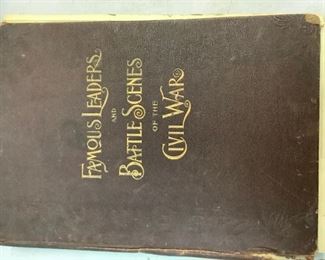 FAMOUS LEADERS
AND
BATTLE SCENES
OF THE
CIVIL WAR